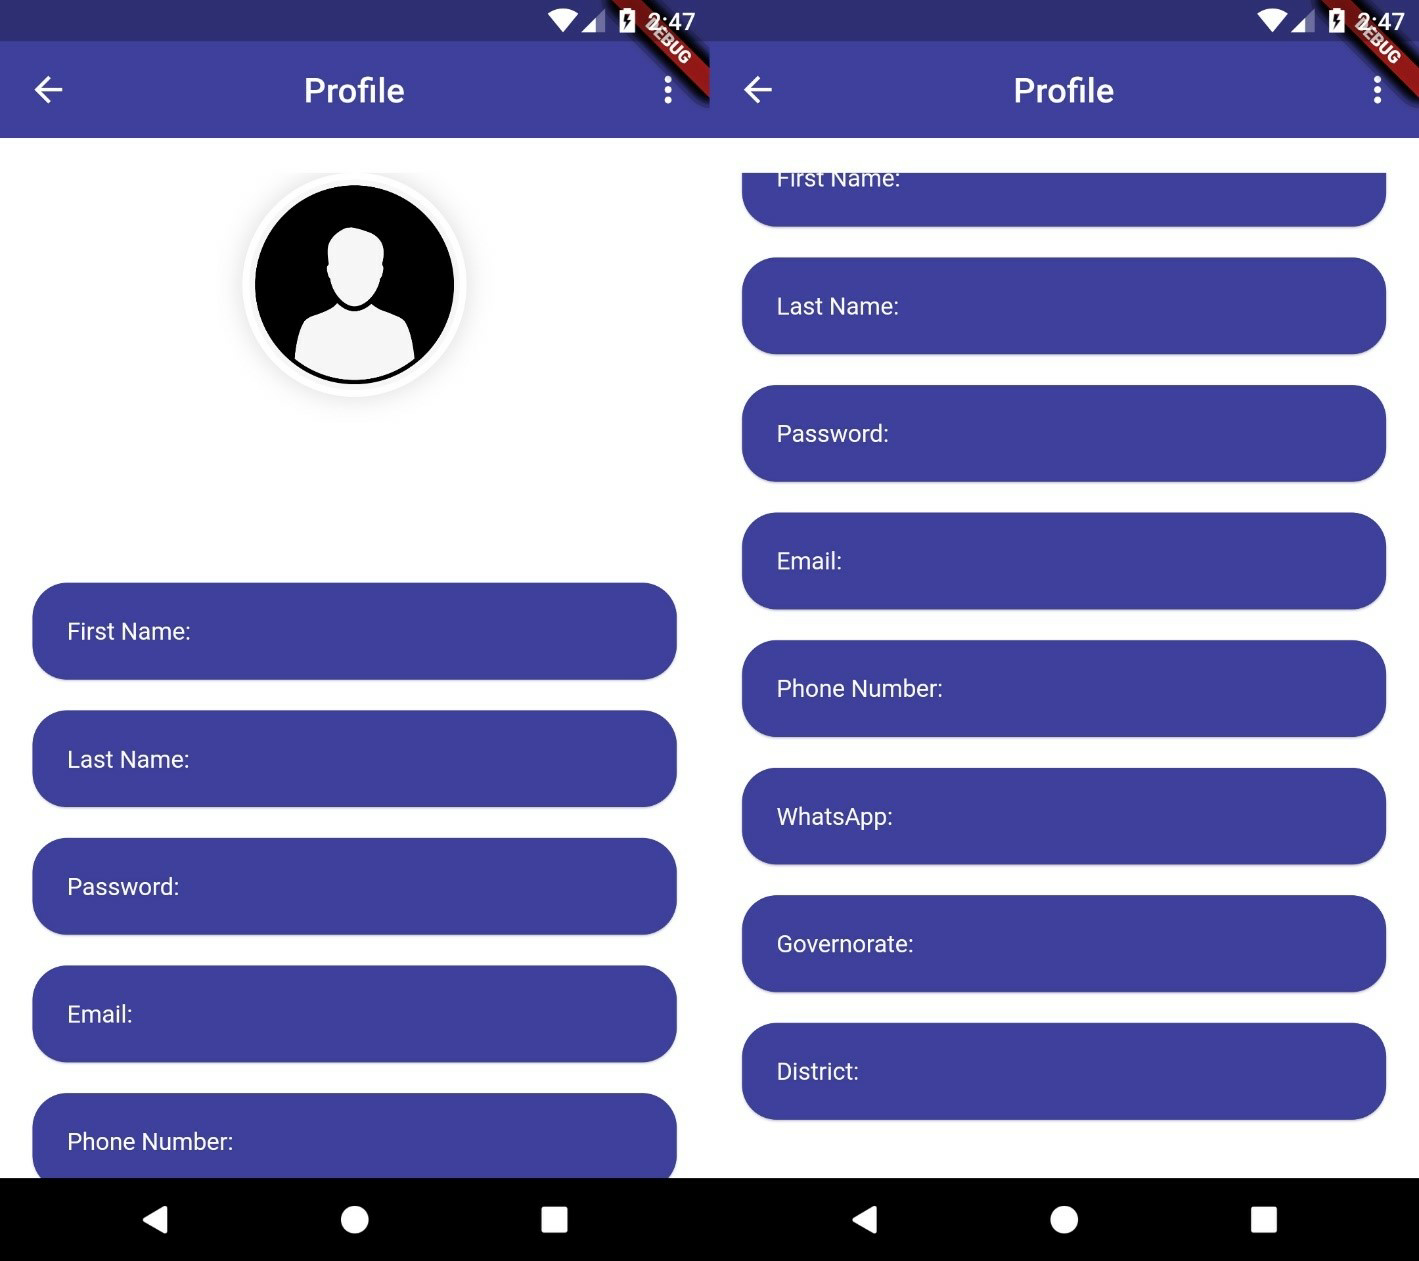 2:47
DEBUG
Profile
First Name:
Last Name:
Password:
Email:
Phone Number:
2:47
DEBUG
Profile
First Name:
Last Name:
Password:
Email:
Phone Number:
WhatsApp:
Governorate:
District: